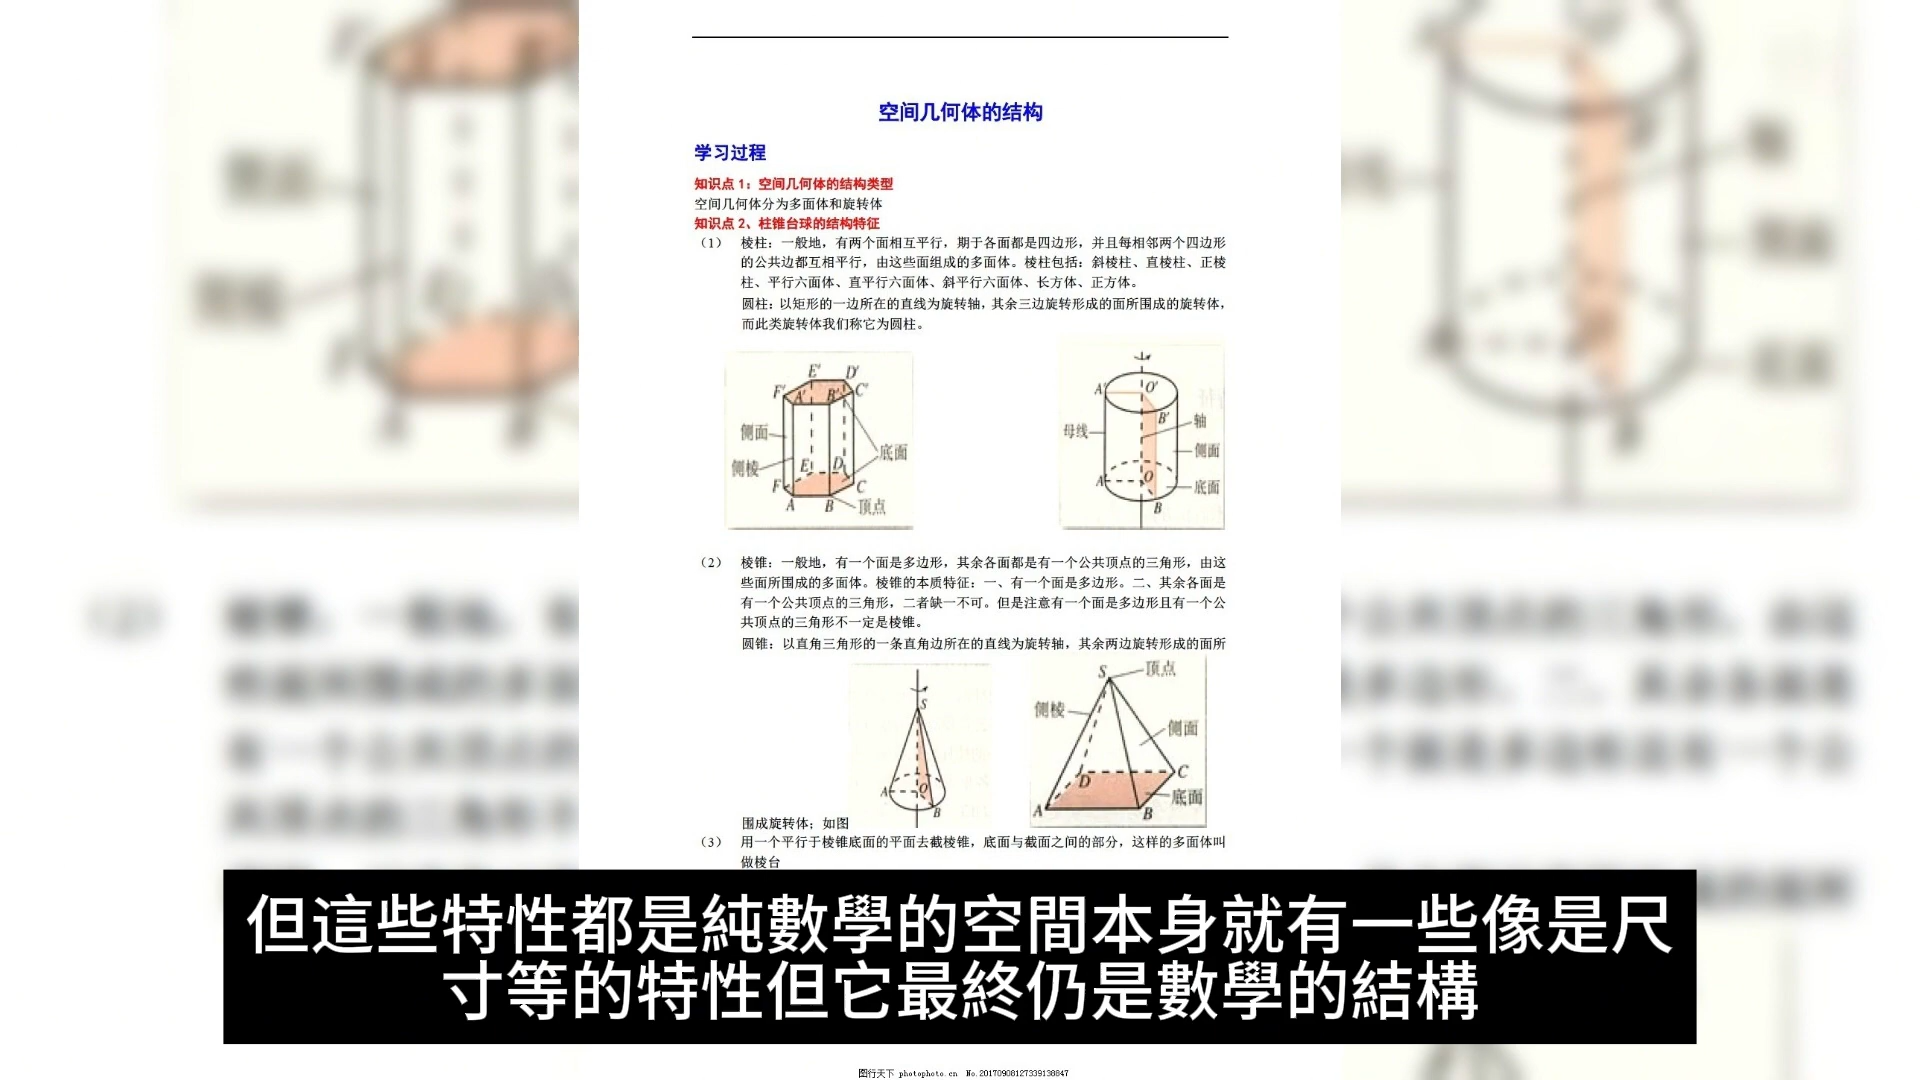 空间几何体的结构
学习过程
知识点 1：空间几何体的结构类型
空间几何体分为多面体和旋转体
知识点 2、柱锥台球的结构特征
（1） 棱柱：一般地，有两个面相互平行，期于各面都是四边形，并且每相邻两个四边形
的公共边都互相平行，由这些面组成的多面体。棱柱包括：斜棱柱、直棱柱、正棱
柱、平行六面体、直平行六面体、斜平行六面体、长方体、正方体。
圆柱：以矩形的一边所在的直线为旋转轴，其余三边旋转形成的面所围成的旋转体，
而此类旋转体我们称它为圆柱。
E′ D′
F′ A′ B′ C′
侧面
底面
侧棱 E D
F C
A B 顶点
A′ O′
B′ 轴
母线
侧面
A O 底面
B
（2） 棱锥：一般地，有一个面是多边形，其余各面都是有一个公共顶点的三角形，由这
些面所围成的多面体。棱锥的本质特征：一、有一个面是多边形。二、其余各面是
有一个公共顶点的三角形，二者缺一不可。但是注意有一个面是多边形且有一个公
共顶点的三角形不一定是棱锥。
圆锥：以直角三角形的一条直角边所在的直线为旋转轴，其余两边旋转形成的面所
S
A O
B
S 顶点
侧棱
侧面
D C
底面
A B
围成旋转体；如图
（3） 用一个平行于棱锥底面的平面去截棱锥，底面与截面之间的部分，这样的多面体叫
做棱台
但這些特性都是純數學的空間本身就有一些像是尺
寸等的特性但它最終仍是數學的結構
图行天下 photophoto.cn No.20170908127339138847